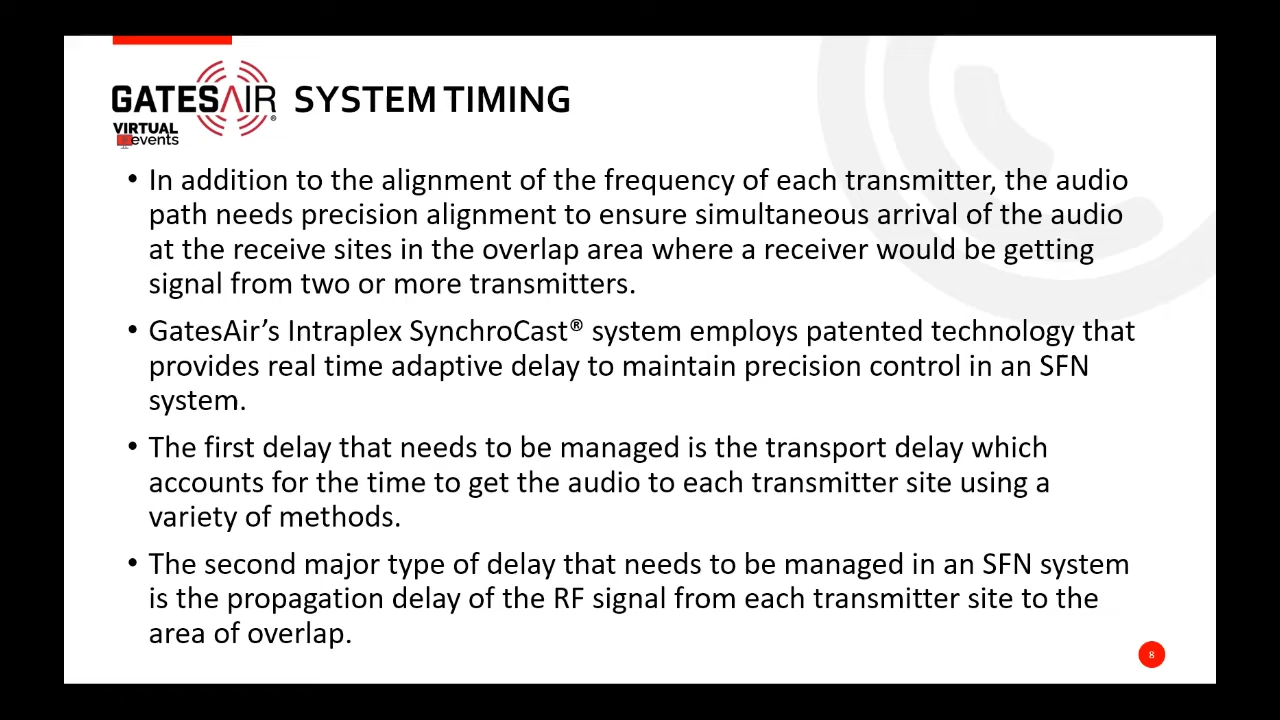 GATESAIR® SYSTEM TIMING
VIRTUAL
events
• In addition to the alignment of the frequency of each transmitter, the audio
path needs precision alignment to ensure simultaneous arrival of the audio
at the receive sites in the overlap area where a receiver would be getting
signal from two or more transmitters.
• GatesAir’s Intraplex SynchroCast® system employs patented technology that
provides real time adaptive delay to maintain precision control in an SFN
system.
• The first delay that needs to be managed is the transport delay which
accounts for the time to get the audio to each transmitter site using a
variety of methods.
• The second major type of delay that needs to be managed in an SFN system
is the propagation delay of the RF signal from each transmitter site to the
area of overlap.
8